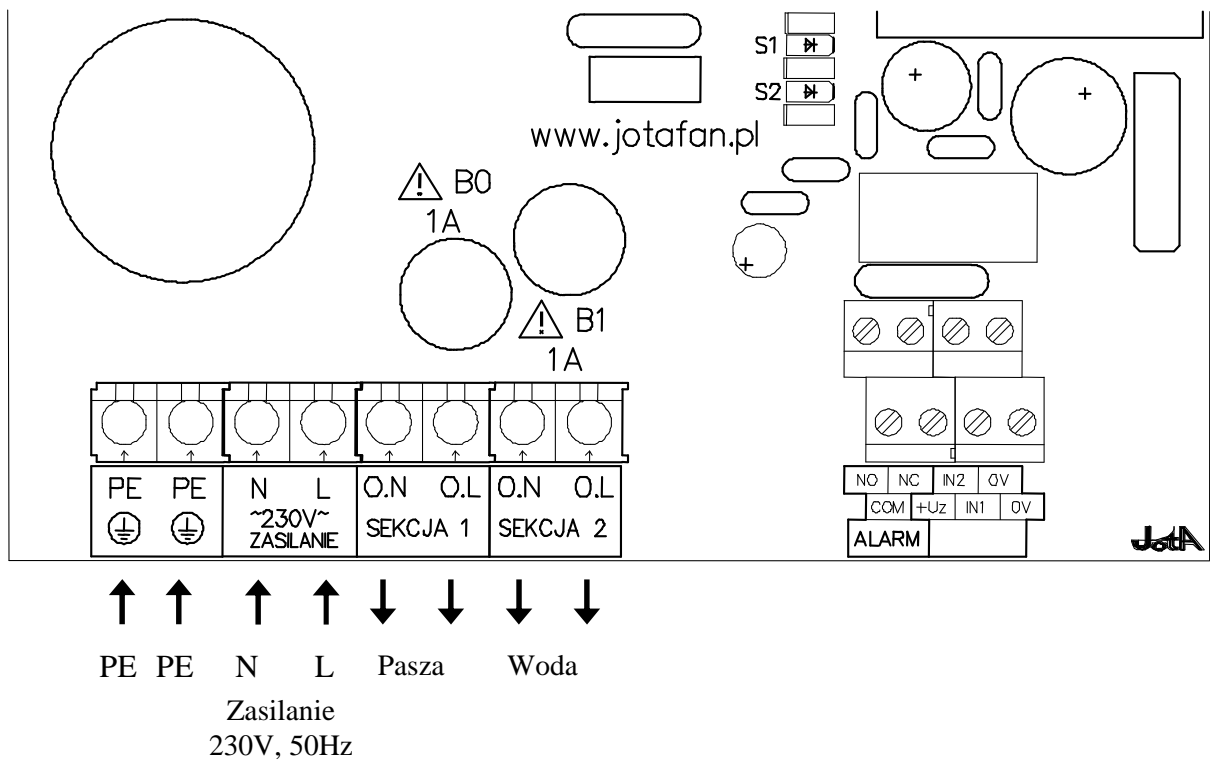 S1
S2
www.jotafan.pl
B0
1A
B1
1A
PE PE N L O.N O.L O.N O.L
~230V~ SEKCJA 1 SEKCJA 2
ZASILANIE
NO NC IN2 0V
COM +Uz IN1 0V
ALARM
JotA
PE PE N L Pasza Woda
Zasilanie
230V, 50Hz